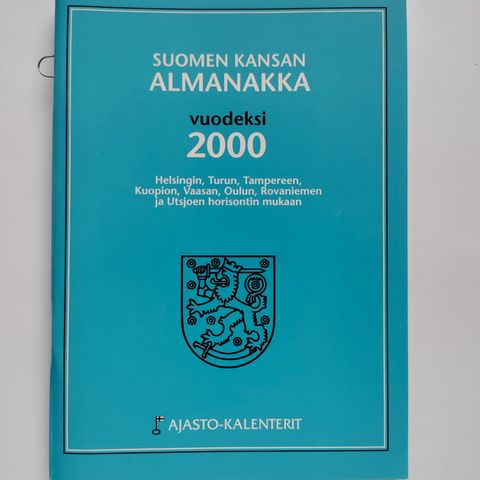 SUOMEN KANSAN
ALMANAKKA
vuodeksi
2000
Helsingin, Turun, Tampereen,
Kuopion, Vaasan, Oulun, Rovaniemen
ja Utsjoen horisontin mukaan
AJASTO-KALENTERIT